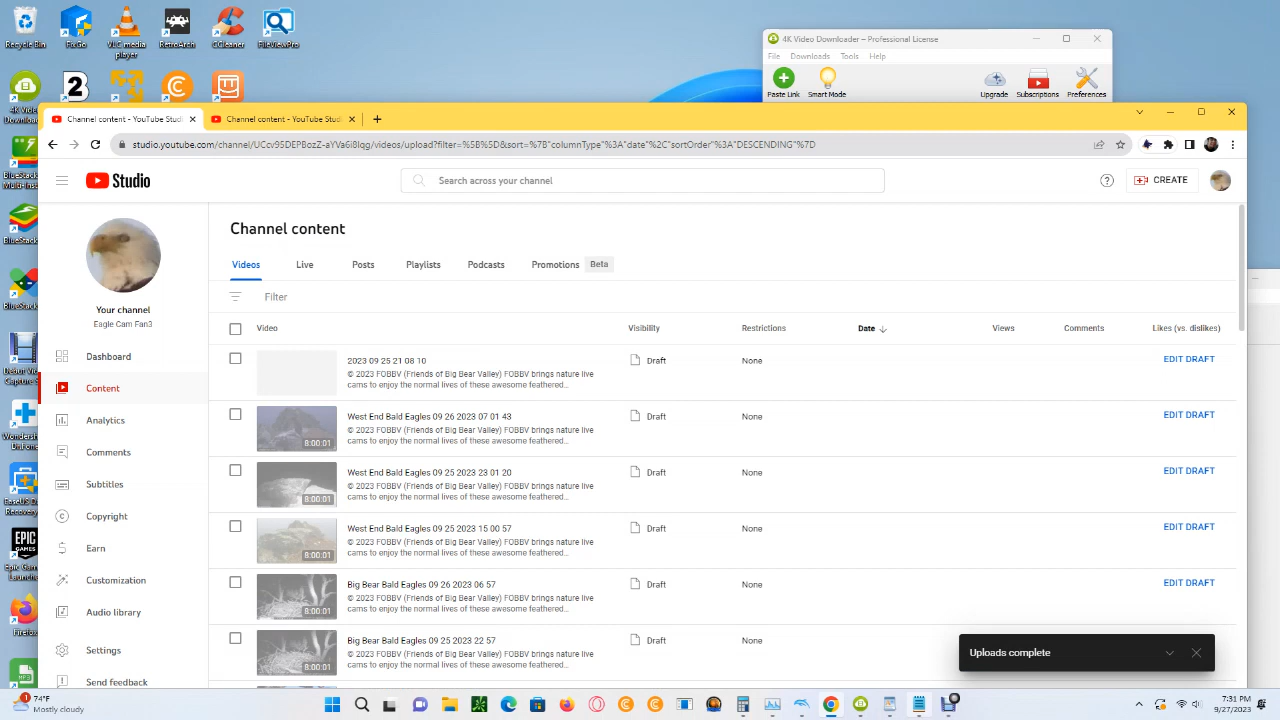 Recycle Bin
FixGo
VLC media player
RetroArch
CCleaner
FileViewPro
4K Video Downloader – Professional License
File Downloads Tools Help
Paste Link
Smart Mode
Upgrade
Subscriptions
Preferences
4K Video Downloa...
Channel content - YouTube Studio
Channel content - YouTube Studio
studio.youtube.com/channel/UCcv95DEPBozZ-aYVa6i8lqg/videos/upload?filter=%5B%5D&sort=%7B"columnType"%3A"date"%2C"sortOrder"%3A"DESCENDING"%7D
Studio
Search across your channel
CREATE
Your channel
Eagle Cam Fan3
Dashboard
Content
Analytics
Comments
Subtitles
Copyright
Earn
Customization
Audio library
Settings
Send feedback
Channel content
Videos Live Posts Playlists Podcasts Promotions Beta
Filter
Video Visibility Restrictions Date Views Comments Likes (vs. dislikes)
2023 09 25 21 08 10 Draft None EDIT DRAFT
© 2023 FOBBV (Friends of Big Bear Valley) FOBBV brings nature live
cams to enjoy the normal lives of these awesome feathered...
West End Bald Eagles 09 26 2023 07 01 43 Draft None EDIT DRAFT
© 2023 FOBBV (Friends of Big Bear Valley) FOBBV brings nature live
cams to enjoy the normal lives of these awesome feathered...
8:00:01
West End Bald Eagles 09 25 2023 23 01 20 Draft None EDIT DRAFT
© 2023 FOBBV (Friends of Big Bear Valley) FOBBV brings nature live
cams to enjoy the normal lives of these awesome feathered...
8:00:01
West End Bald Eagles 09 25 2023 15 00 57 Draft None EDIT DRAFT
© 2023 FOBBV (Friends of Big Bear Valley) FOBBV brings nature live
cams to enjoy the normal lives of these awesome feathered...
8:00:01
Big Bear Bald Eagles 09 26 2023 06 57 Draft None EDIT DRAFT
© 2023 FOBBV (Friends of Big Bear Valley) FOBBV brings nature live
cams to enjoy the normal lives of these awesome feathered...
8:00:01
Big Bear Bald Eagles 09 25 2023 22 57 Draft None
© 2023 FOBBV (Friends of Big Bear Valley) FOBBV brings nature live
cams to enjoy the normal lives of these awesome feathered...
8:00:01
Uploads complete
BlueStack
BlueStack
BlueStack
EPIC GAMES
Epic Gam
Launche
Firefox
MP3
74°F
Mostly cloudy
7:31 PM
9/27/2023